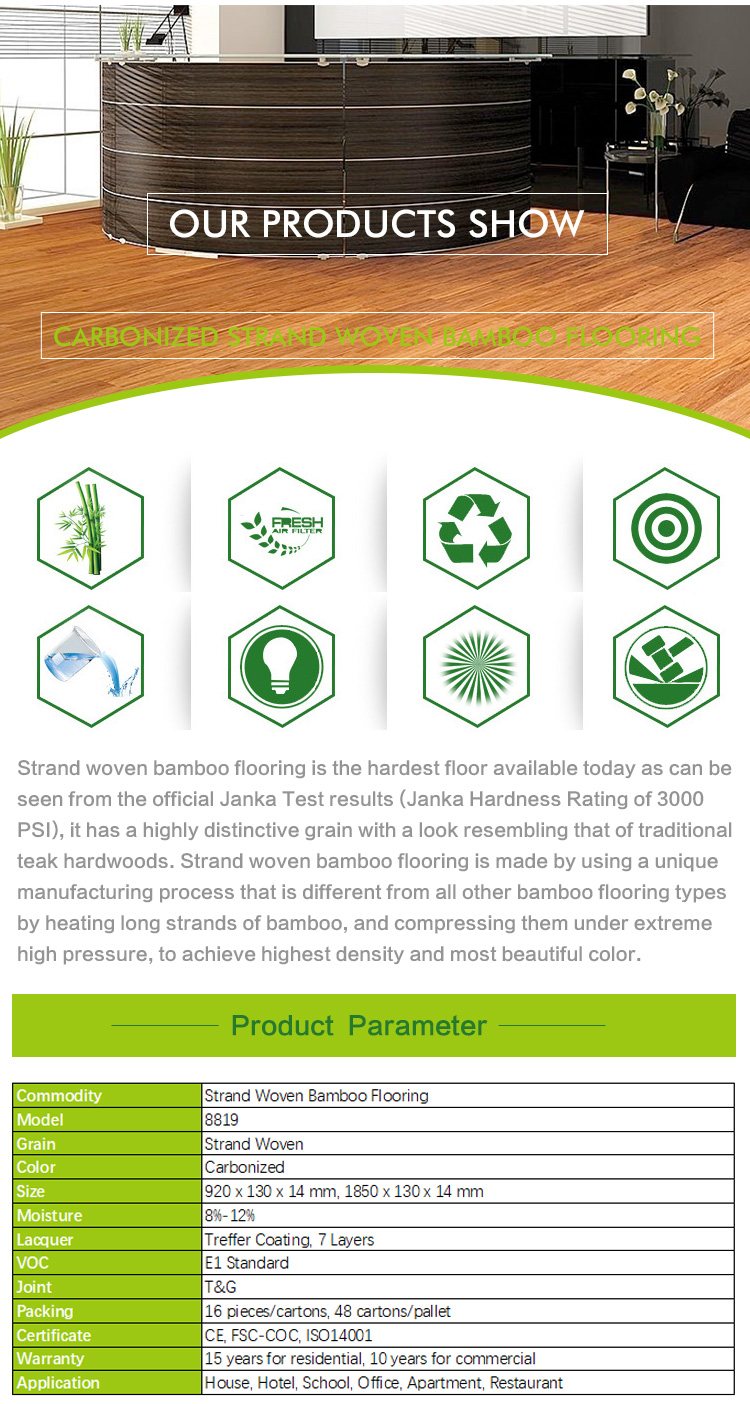 OUR PRODUCTS SHOW
CARBONIZED STRAND WOVEN BAMBOO FLOORING
FRESH
AIR FILTER
Strand woven bamboo flooring is the hardest floor available today as can be
seen from the official Janka Test results (Janka Hardness Rating of 3000
PSI), it has a highly distinctive grain with a look resembling that of traditional
teak hardwoods. Strand woven bamboo flooring is made by using a unique
manufacturing process that is different from all other bamboo flooring types
by heating long strands of bamboo, and compressing them under extreme
high pressure, to achieve highest density and most beautiful color.
Product Parameter
Commodity Strand Woven Bamboo Flooring
Model 8819
Grain Strand Woven
Color Carbonized
Size 920 x 130 x 14 mm, 1850 x 130 x 14 mm
Moisture 8%-12%
Lacquer Treffer Coating, 7 Layers
VOC E1 Standard
Joint T&G
Packing 16 pieces/cartons, 48 cartons/pallet
Certificate CE, FSC-COC, ISO14001
Warranty 15 years for residential, 10 years for commercial
Application House, Hotel, School, Office, Apartment, Restaurant